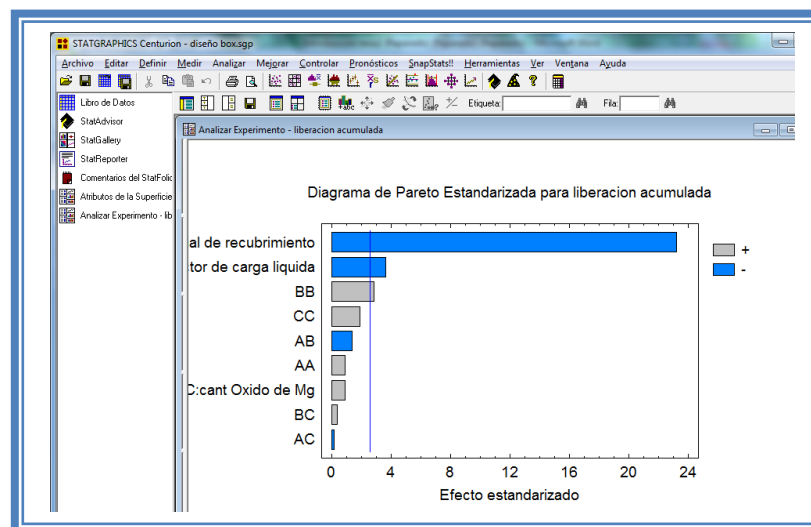 STATGRAPHICS Centurion - diseño box.sgp
Archivo Editar Definir Medir Analizar Mejorar Controlar Pronósticos SnapStats!! Herramientas Ver Ventana Ayuda
Etiqueta: Fila:
Libro de Datos
StatAdvisor
StatGallery
StatReporter
Comentarios del StatFolio
Atributos de la Superficie
Analizar Experimento - lib
Analizar Experimento - liberacion acumulada
Diagrama de Pareto Estandarizada para liberacion acumulada
al de recubrimiento
tor de carga liquida
BB
CC
AB
AA
C:cant Oxido de Mg
BC
AC
+
-
0 4 8 12 16 20 24
Efecto estandarizado